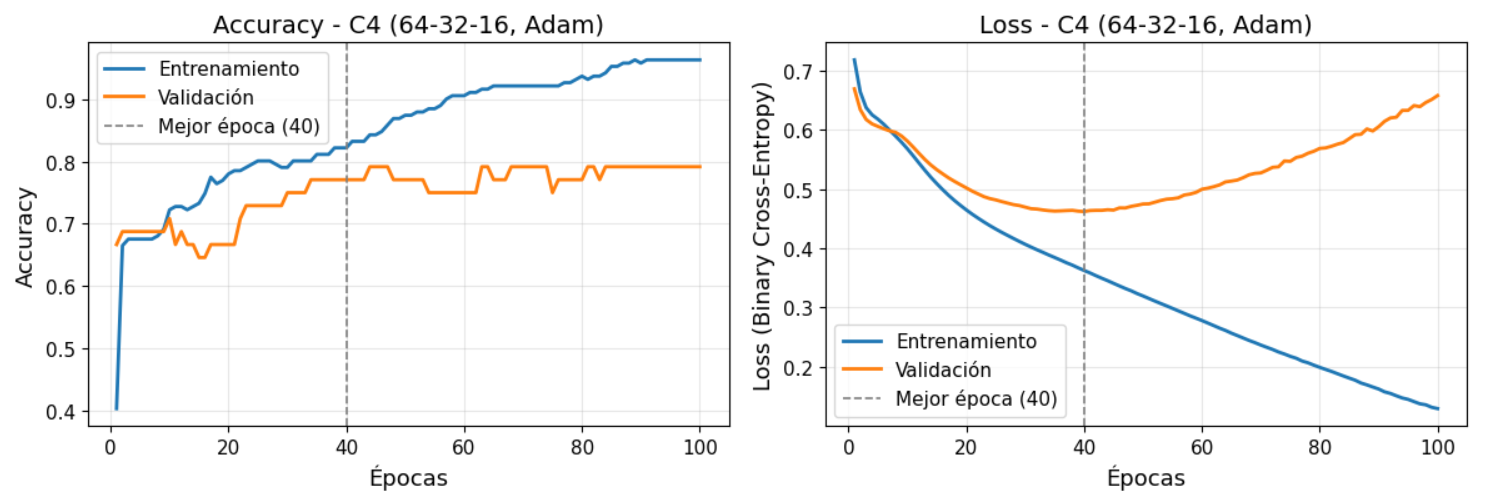 Accuracy - C4 (64-32-16, Adam)
Entrenamiento
Validación
Mejor época (40)
0.9
0.8
0.7
0.6
0.5
0.4
Accuracy
0
20
40
60
80
100
Épocas
Loss - C4 (64-32-16, Adam)
0.7
0.6
0.5
0.4
0.3
0.2
Loss (Binary Cross-Entropy)
Entrenamiento
Validación
Mejor época (40)
0
20
40
60
80
100
Épocas